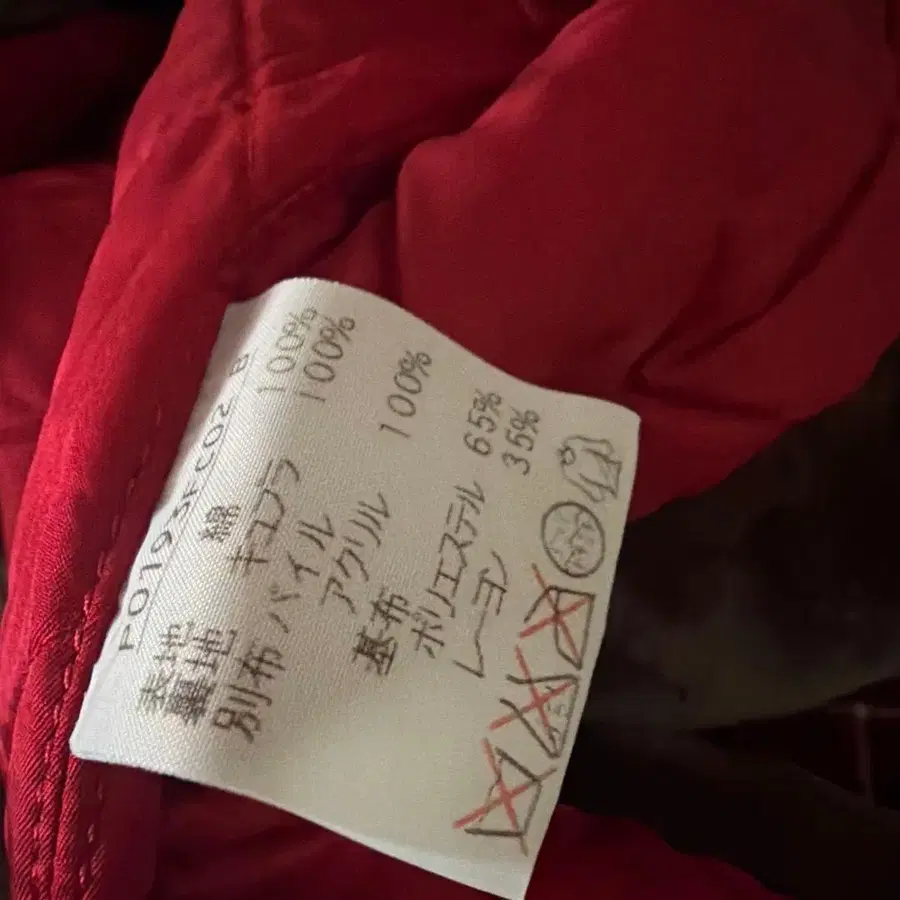 表地 綿 100%
裏地 キュプラ 100%
別布 パイル
アクリル 100%
基布
ポリエステル 65%
レーヨン 35%